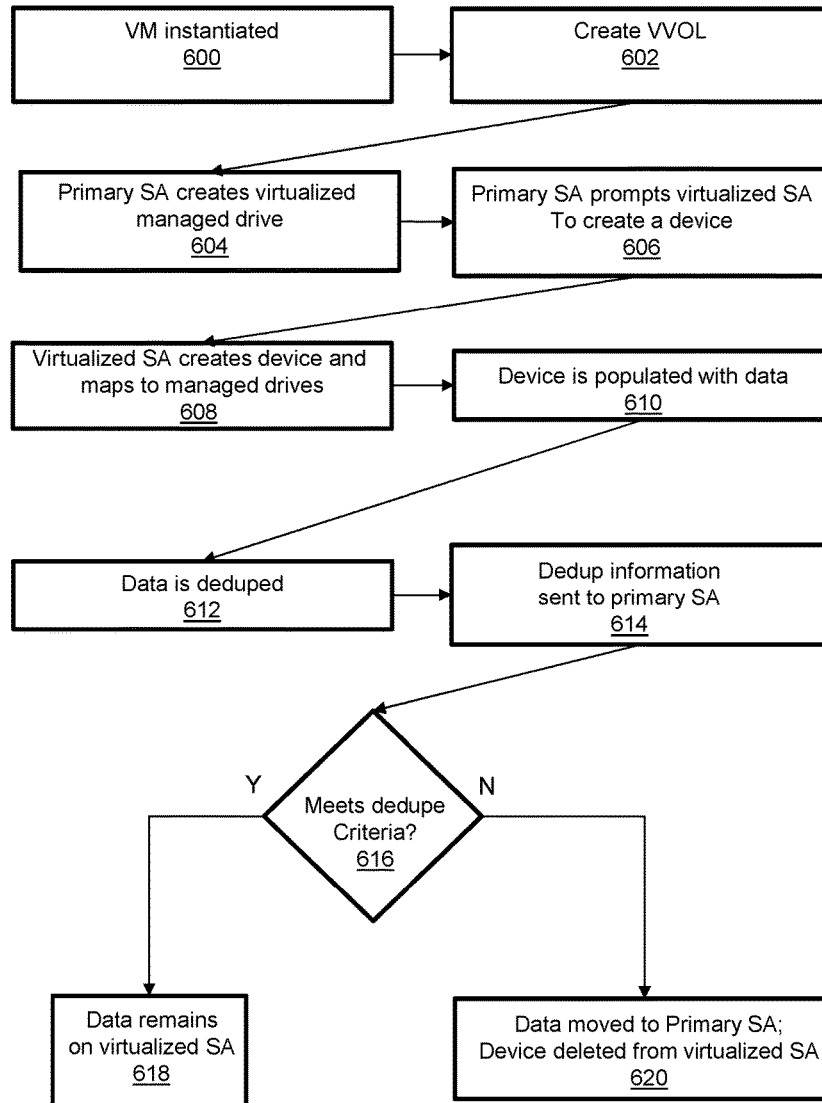 VM instantiated
600
Create VVOL
602
Primary SA creates virtualized
managed drive
604
Primary SA prompts virtualized SA
To create a device
606
Virtualized SA creates device and
maps to managed drives
608
Device is populated with data
610
Data is deduped
612
Dedup information
sent to primary SA
614
Y
N
Meets dedupe
Criteria?
616
Data remains
on virtualized SA
618
Data moved to Primary SA;
Device deleted from virtualized SA
620